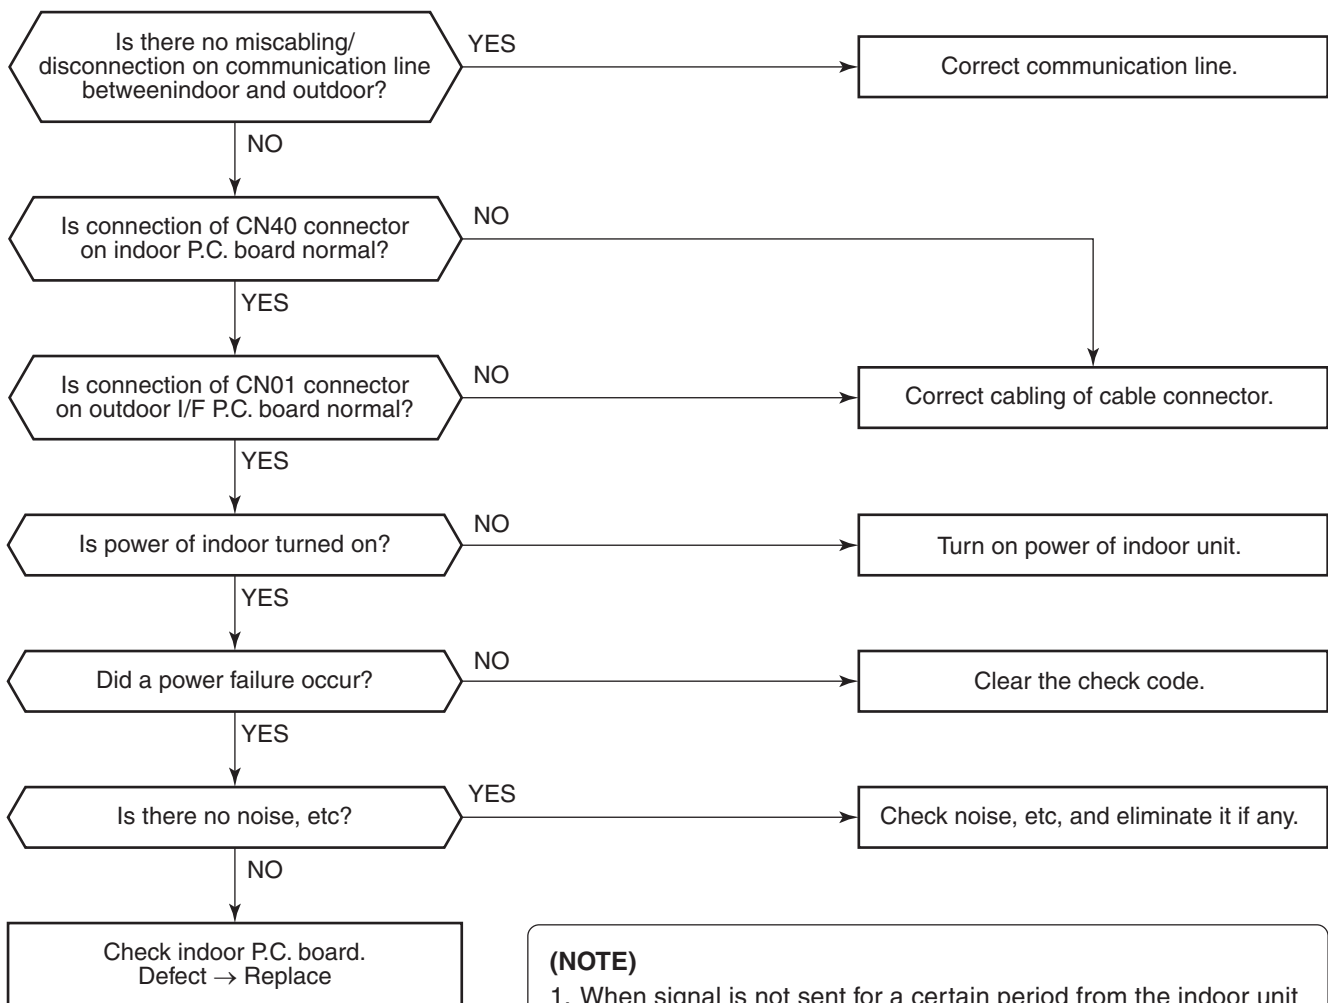 Is there no miscabling/
disconnection on communication line
betweenindoor and outdoor?
YES
Correct communication line.
NO
Is connection of CN40 connector
on indoor P.C. board normal?
NO
YES
Is connection of CN01 connector
on outdoor I/F P.C. board normal?
NO
Correct cabling of cable connector.
YES
Is power of indoor turned on?
NO
Turn on power of indoor unit.
YES
Did a power failure occur?
NO
Clear the check code.
YES
Is there no noise, etc?
YES
Check noise, etc, and eliminate it if any.
NO
Check indoor P.C. board.
Defect → Replace
(NOTE)
1. When signal is not sent for a certain period from the indoor unit